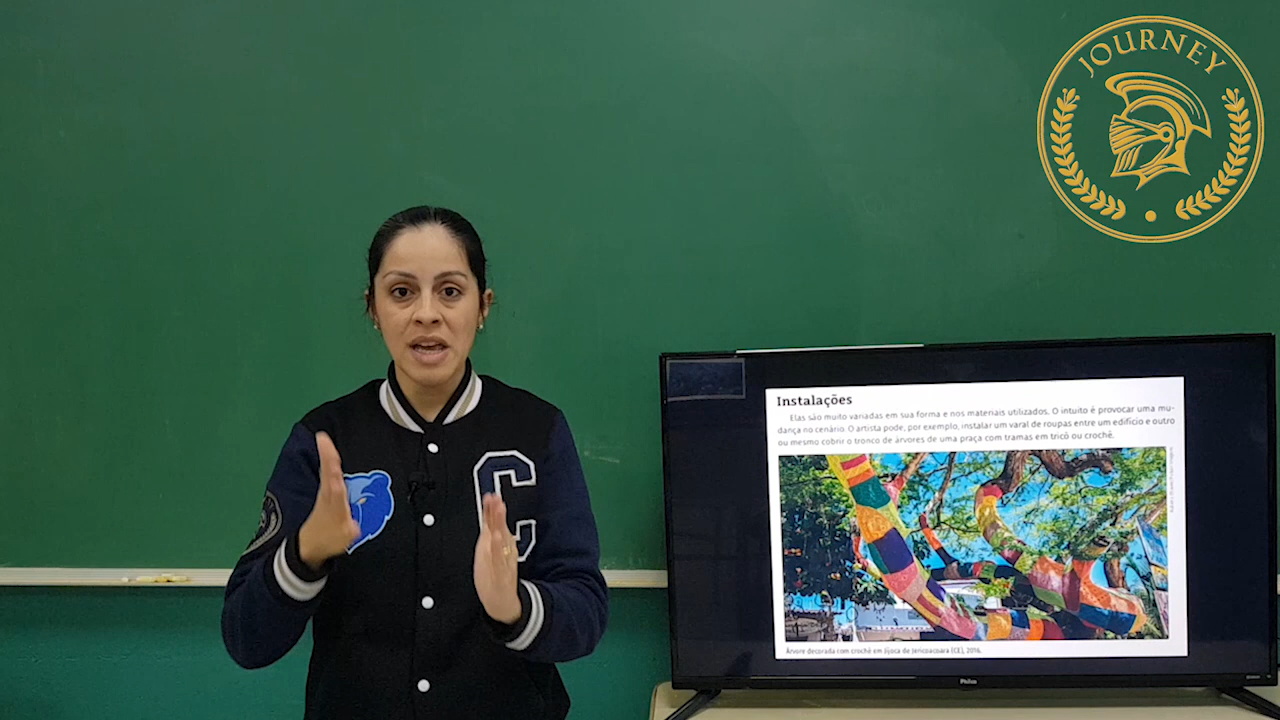 JOURNEY
C
Instalações
Elas são muito variadas em sua forma e nos materiais utilizados. O intuito é provocar uma mu-
dança no cenário. O artista pode, por exemplo, instalar um varal de roupas entre um edifício e outro
ou mesmo cobrir o tronco de árvores de uma praça com tramas em tricô ou crochê.
Árvore decorada com crochê em Jijoca de Jericoacoara (CE), 2016.
Philco